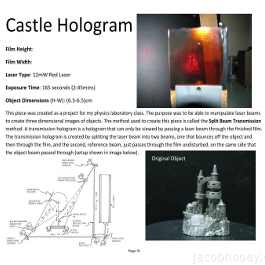 Castle Hologram
Film Height:
Film Width:
Laser Type: 12mW Red Laser
Exposure Time: 165 seconds (2:45mins)
Object Dimensions (H-W): (6.5-6.5)cm
This piece was created as a project for my physics laboratory class. The purpose was to be able to manipulate laser beams
to create three dimensional images of objects. The method used to create this piece is called the Split Beam Transmission
method. A transmission hologram is a hologram that can only be viewed by passing a laser beam through the finished film.
The transmission hologram is created by splitting the laser beam into two beams, one that bounces off the object and
then through the film, and the second, reference beam, just passes through the film undisturbed, on the same side that
the object beam passed through (setup shown in image below).
Original Object
jacobhooey.c